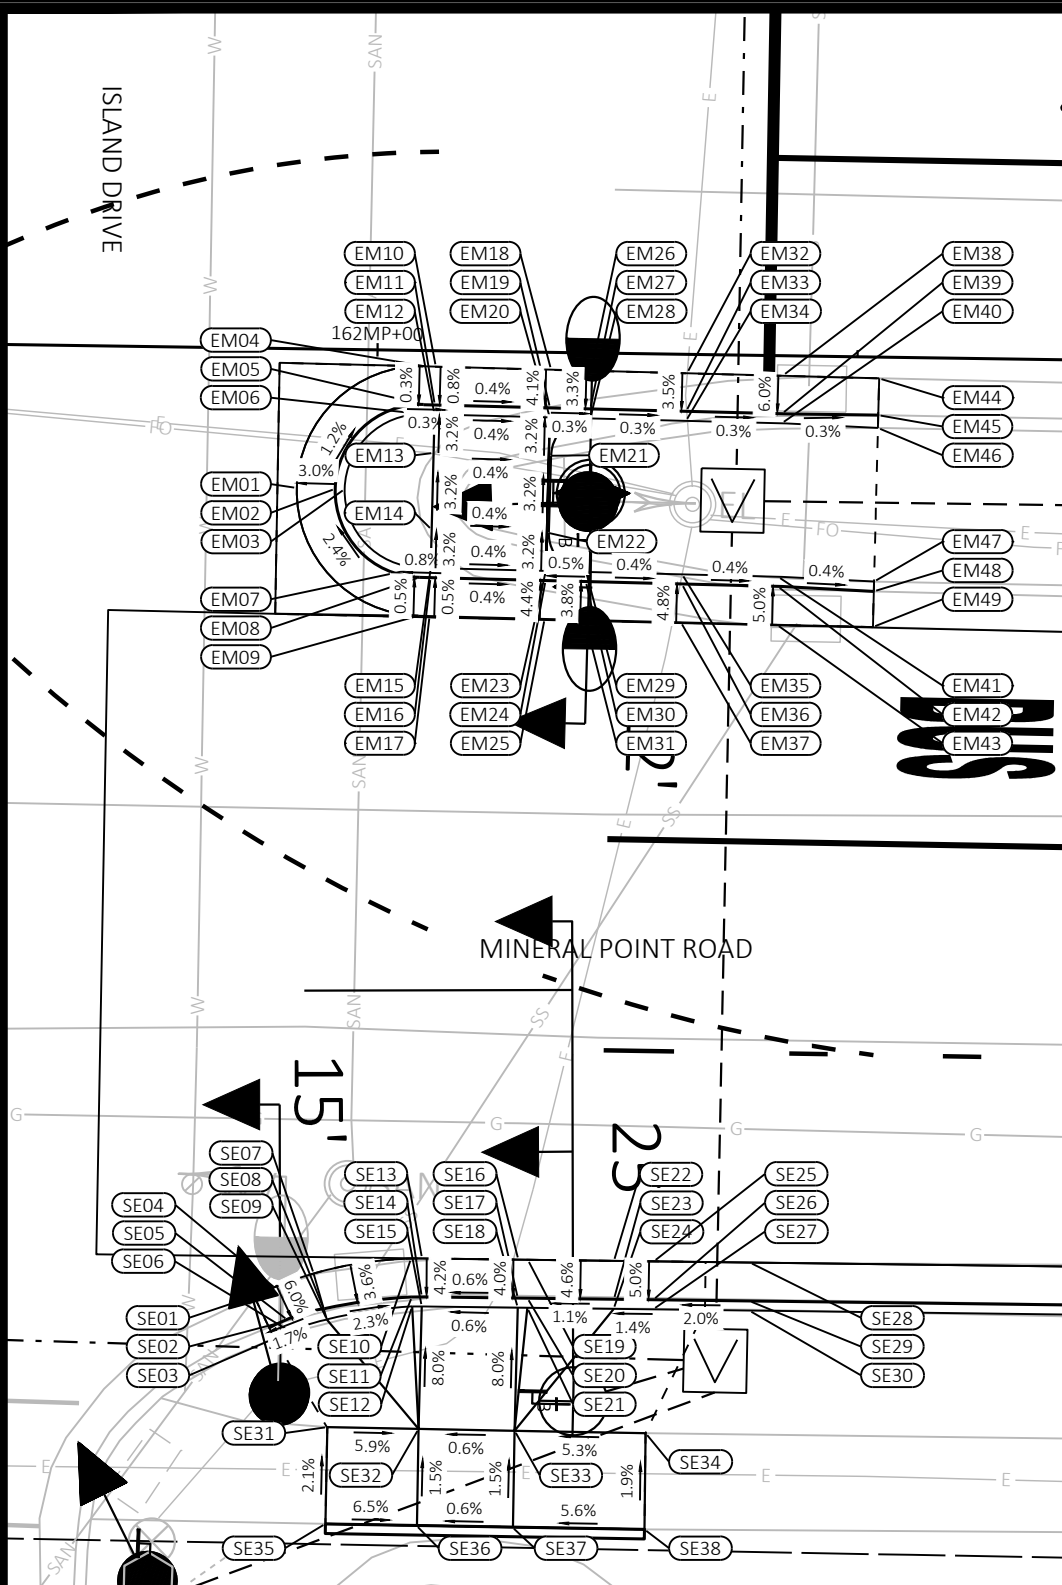 ISLAND DRIVE
W
SAN
E
S
EM10
EM11
EM12
EM18
EM19
EM20
EM26
EM27
EM28
EM32
EM33
EM34
EM38
EM39
EM40
W
162MP+00
E
EM04
EM05
EM06
0.3%
0.8%
0.4%
4.1%
3.3%
3.5%
6.0%
EM44
EM45
EM46
FO
E
0.3%
3.2%
0.4%
3.2%
0.3%
0.3%
0.3%
0.3%
1.2%
EM13
EM21
3.0%
0.4%
EM01
EM02
EM03
3.2%
3.2%
EM14
0.4%
EL
E
FO
E
EM22
2.4%
3.2%
0.4%
3.2%
B
0.8%
0.5%
0.4%
0.4%
0.4%
EM47
EM48
EM49
EM07
EM08
EM09
0.5%
0.5%
0.4%
4.4%
3.8%
4.8%
5.0%
EM15
EM16
EM17
EM23
EM24
EM25
EM29
EM30
EM31
EM35
EM36
EM37
EM41
EM42
EM43
W
SAN
2'
E
SS
MINERAL POINT ROAD
W
SAN
SS
E
15'
G
G
G
G
23'
SE07
SE08
SE09
SE13
SE14
SE15
SE16
SE17
SE18
SE22
SE23
SE24
SE25
SE26
SE27
SE04
SE05
SE06
6.0%
3.6%
4.2%
0.6%
4.0%
4.6%
5.0%
SE01
SE02
SE03
W
1.7%
2.3%
0.6%
1.1%
1.4%
2.0%
SE28
SE29
SE30
SE10
SE11
SE12
8.0%
8.0%
SE19
SE20
SE21
SAN
SE31
5.9%
0.6%
5.3%
SE34
SE32
SE33
E
E
E
E
E
2.1%
1.5%
1.5%
1.9%
6.5%
0.6%
5.6%
SE35
SE36
SE37
SE38
SAN